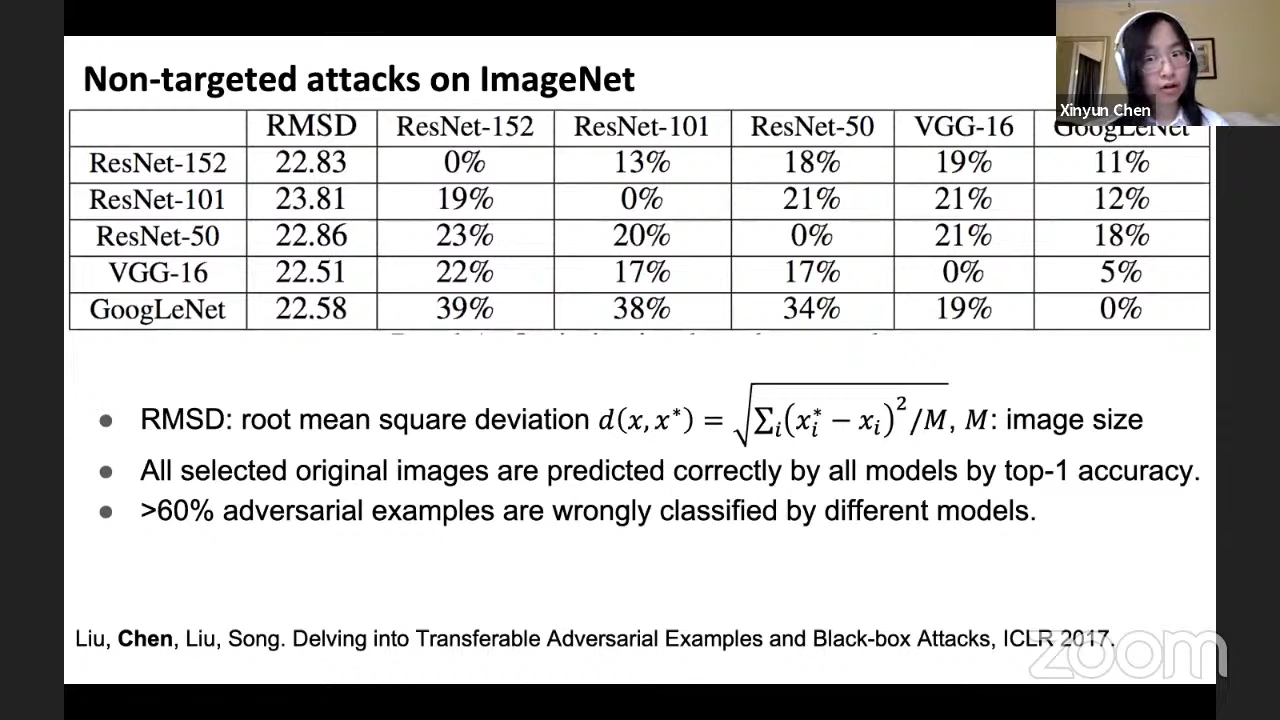 Non-targeted attacks on ImageNet
Xinyun Chen
RMSD ResNet-152 ResNet-101 ResNet-50 VGG-16 GoogLeNet
ResNet-152 22.83 0% 13% 18% 19% 11%
ResNet-101 23.81 19% 0% 21% 21% 12%
ResNet-50 22.86 23% 20% 0% 21% 18%
VGG-16 22.51 22% 17% 17% 0% 5%
GoogLeNet 22.58 39% 38% 34% 19% 0%
● RMSD: root mean square deviation d(x, x*) = √∑ᵢ(xᵢ* − xᵢ)²/M, M: image size
● All selected original images are predicted correctly by all models by top-1 accuracy.
● >60% adversarial examples are wrongly classified by different models.
Liu, Chen, Liu, Song. Delving into Transferable Adversarial Examples and Black-box Attacks, ICLR 2017.
zoom